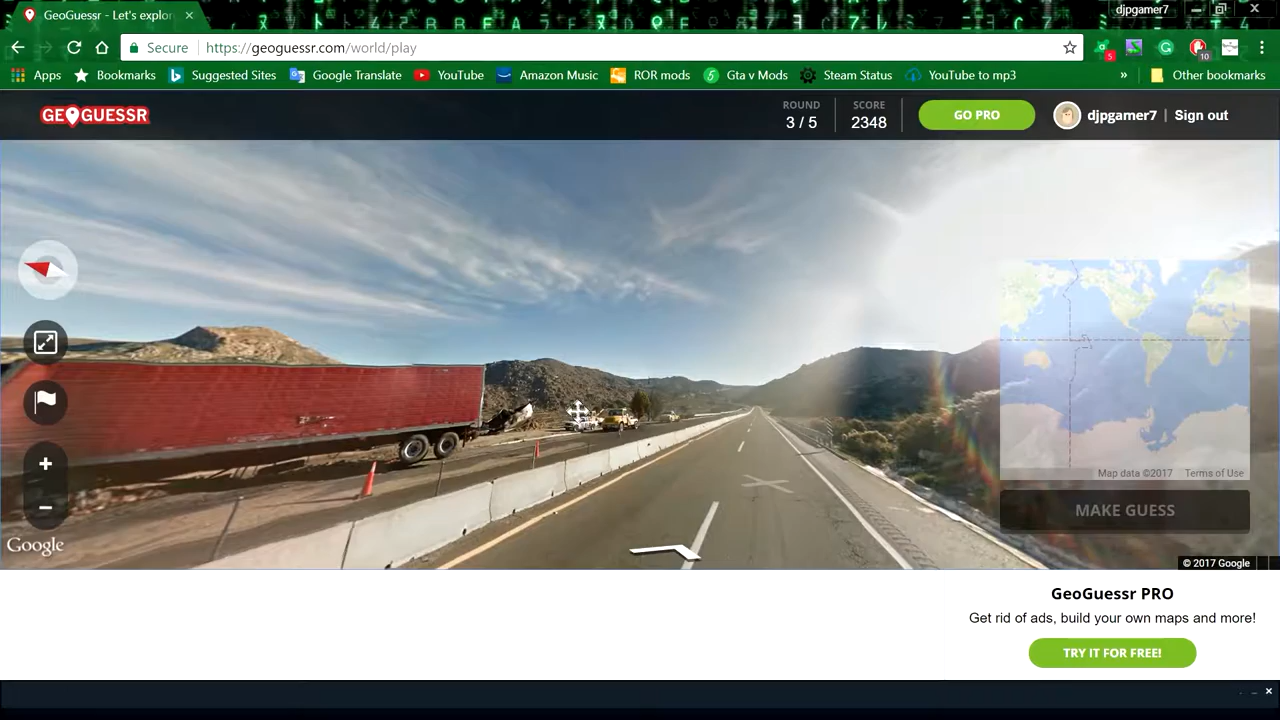 GeoGuessr - Let's explor
djpgamer7
Secure https://geoguessr.com/world/play
5
10
Apps Bookmarks Suggested Sites Google Translate YouTube Amazon Music ROR mods Gta v Mods Steam Status YouTube to mp3 » Other bookmarks
GEOGUESSR
ROUND
3 / 5
SCORE
2348
GO PRO
djpgamer7 | Sign out
Map data ©2017 Terms of Use
MAKE GUESS
Google
© 2017 Google
GeoGuessr PRO
Get rid of ads, build your own maps and more!
TRY IT FOR FREE!